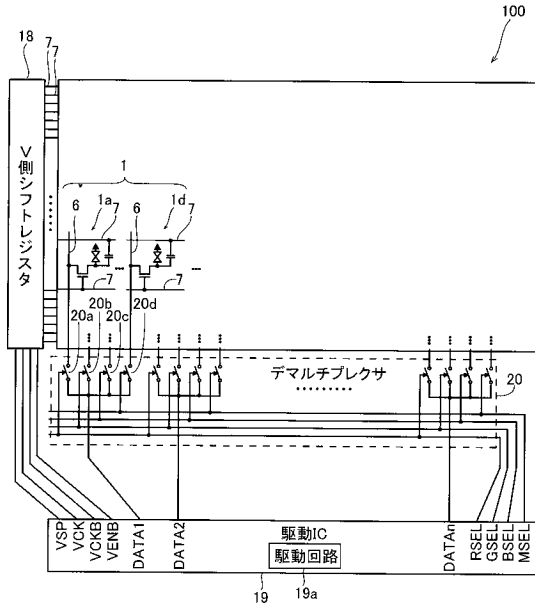 18
7
7
100
V側シフトレジスタ
1
6
1a
7
6
1d
7
7
7
20a
20b
20c
20d
デマルチプレクサ
20
VSP
VCK
VCKB
VENB
DATA1
DATA2
駆動IC
駆動回路
DATAn
RSEL
GSEL
BSEL
MSEL
19
19a